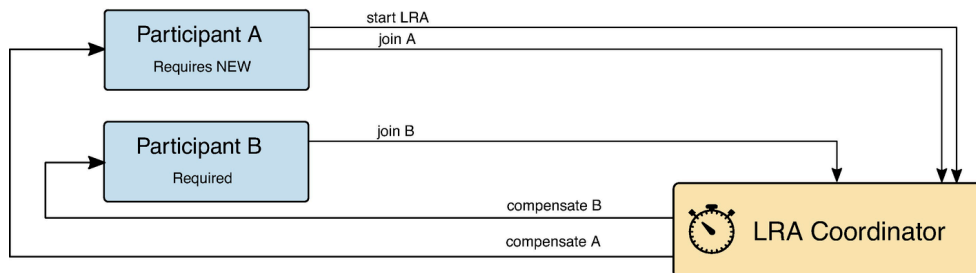 start LRA
Participant A
join A
Requires NEW
join B
Participant B
Required
compensate B
LRA Coordinator
compensate A